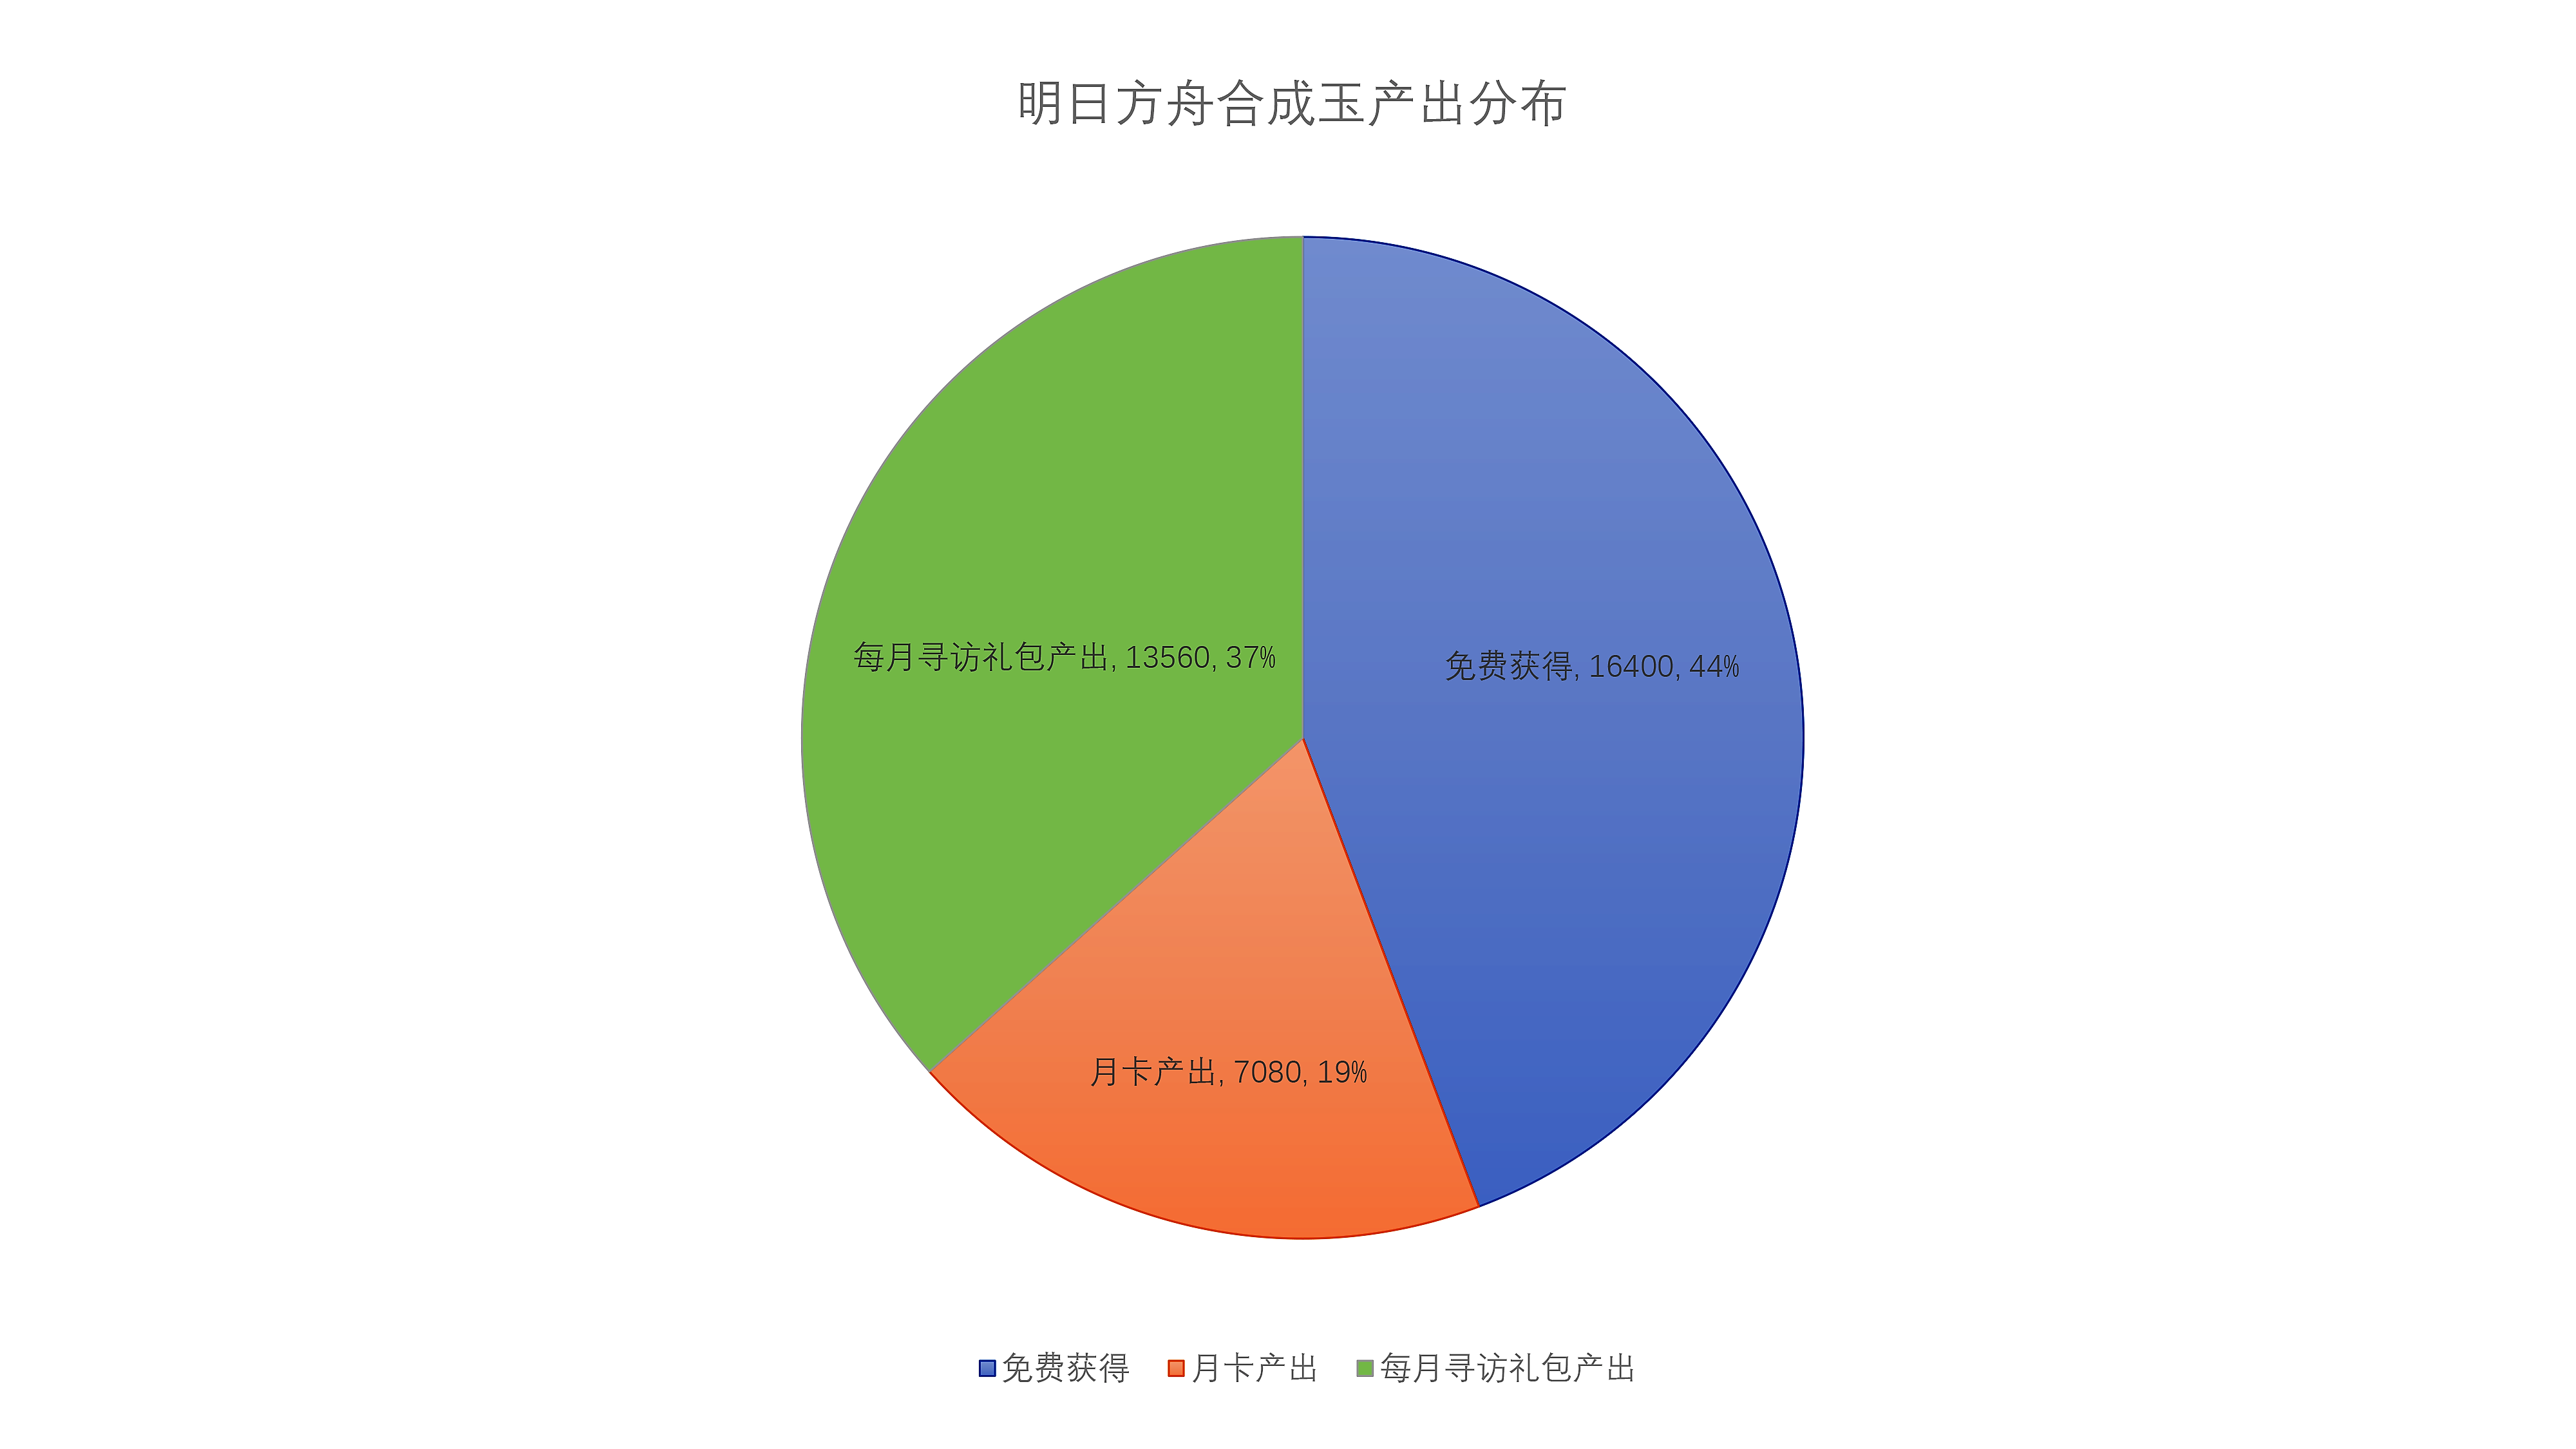 明日方舟合成玉产出分布
每月寻访礼包产出, 13560, 37%
免费获得, 16400, 44%
月卡产出, 7080, 19%
免费获得 月卡产出 每月寻访礼包产出